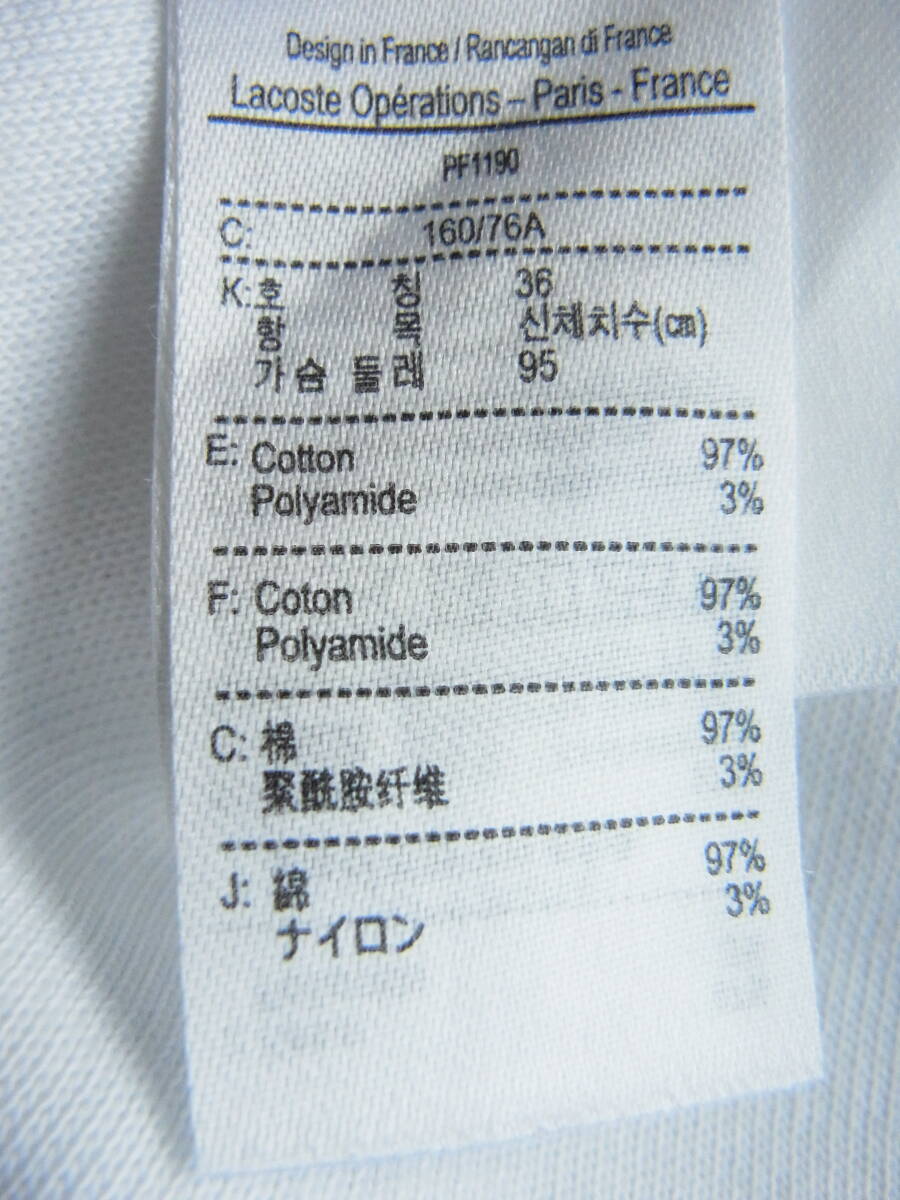 Design in France / Rancangan di France
Lacoste Opérations – Paris - France
PF1190
C: 160/76A
K: 호 칭 36
항 목 신체치수(㎝)
가슴 둘레 95
E: Cotton 97%
Polyamide 3%
F: Coton 97%
Polyamide 3%
C: 棉 97%
聚酰胺纤维 3%
J: 綿 97%
ナイロン 3%